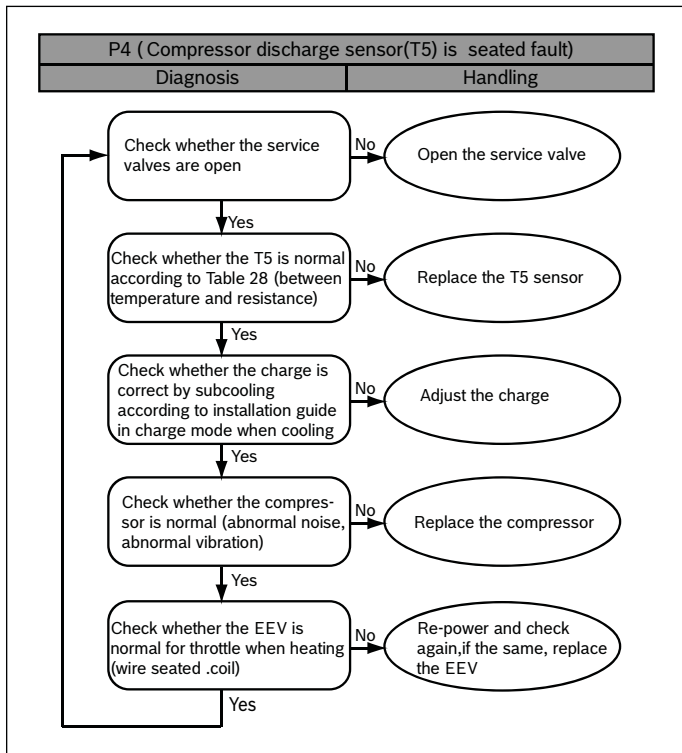 P4 ( Compressor discharge sensor(T5) is seated fault)
Diagnosis
Handling
Check whether the service
valves are open
No
Open the service valve
Yes
Check whether the T5 is normal
according to Table 28 (between
temperature and resistance)
No
Replace the T5 sensor
Yes
Check whether the charge is
correct by subcooling
according to installation guide
in charge mode when cooling
No
Adjust the charge
Yes
Check whether the compres-
sor is normal (abnormal noise,
abnormal vibration)
No
Replace the compressor
Yes
Check whether the EEV is
normal for throttle when heating
(wire seated .coil)
No
Re-power and check
again,if the same, replace
the EEV
Yes